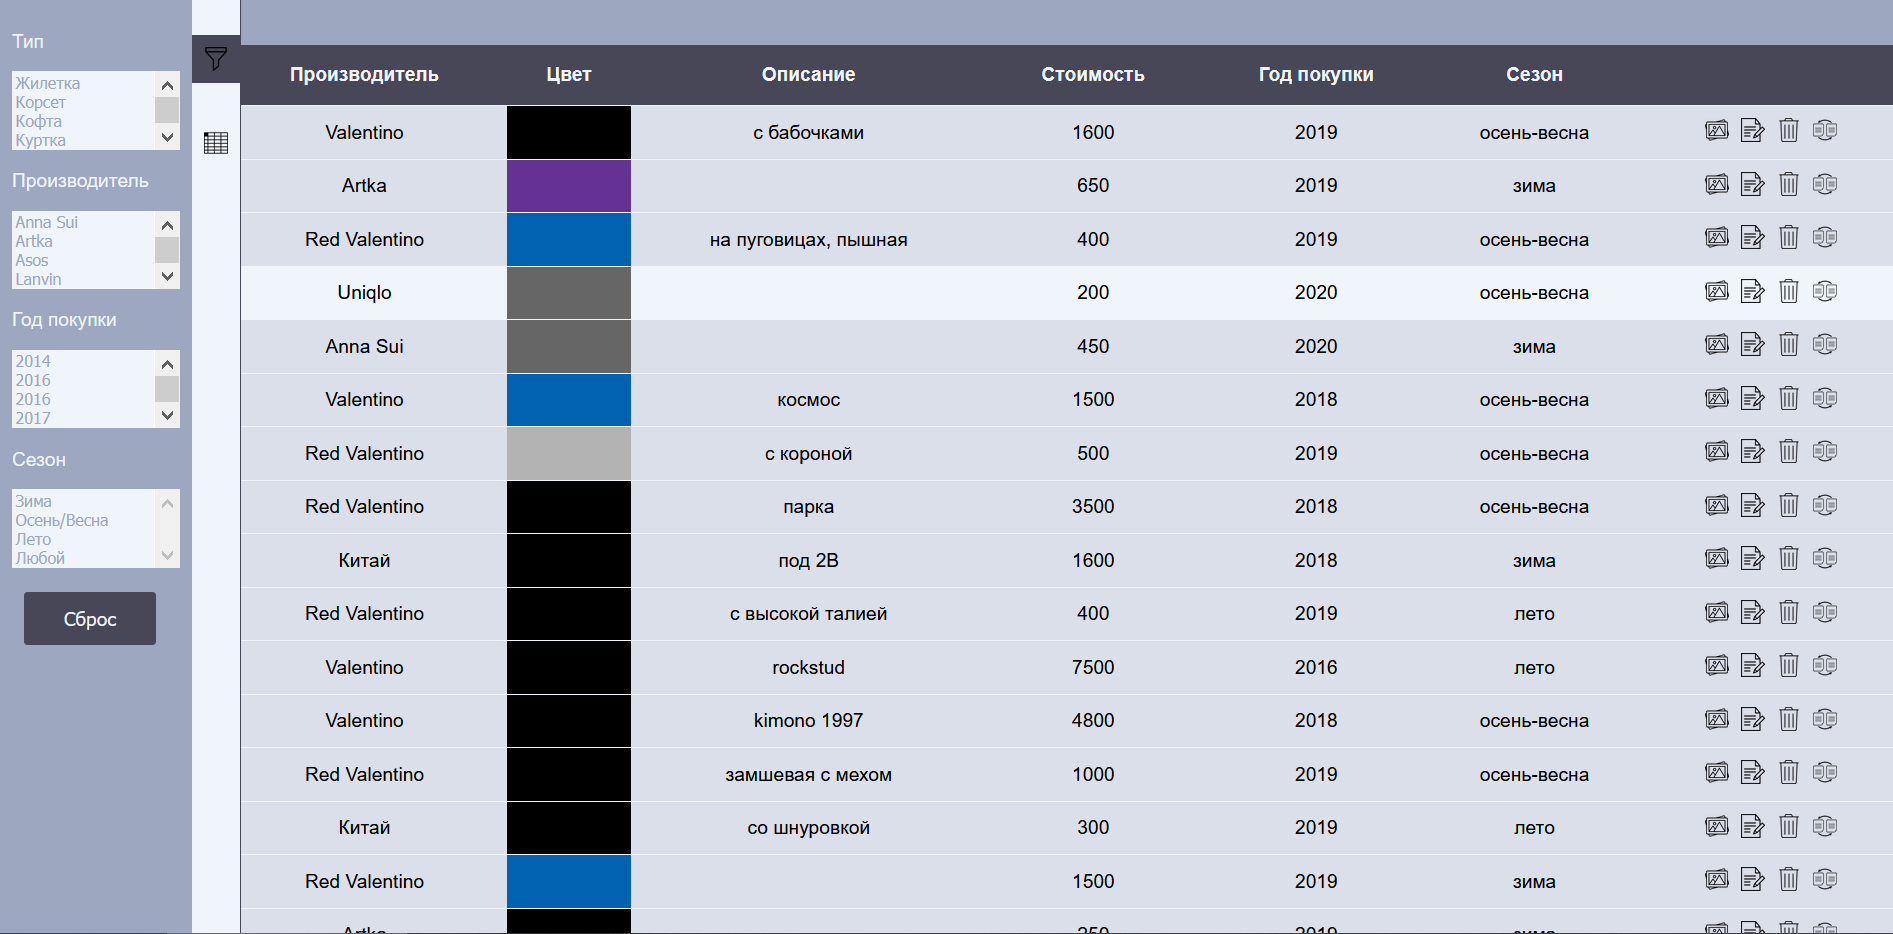 Тип
Жилетка
Корсет
Кофта
Куртка
Производитель
Anna Sui
Artka
Asos
Lanvin
Год покупки
2014
2016
2016
2017
Сезон
Зима
Осень/Весна
Лето
Любой
Сброс
Производитель Цвет Описание Стоимость Год покупки Сезон
Valentino с бабочками 1600 2019 осень-весна
Artka 650 2019 зима
Red Valentino на пуговицах, пышная 400 2019 осень-весна
Uniqlo 200 2020 осень-весна
Anna Sui 450 2020 зима
Valentino космос 1500 2018 осень-весна
Red Valentino с короной 500 2019 осень-весна
Red Valentino парка 3500 2018 осень-весна
Китай под 2B 1600 2018 зима
Red Valentino с высокой талией 400 2019 лето
Valentino rockstud 7500 2016 лето
Valentino kimono 1997 4800 2018 осень-весна
Red Valentino замшевая с мехом 1000 2019 осень-весна
Китай со шнуровкой 300 2019 лето
Red Valentino 1500 2019 зима
Artka 2019 зима